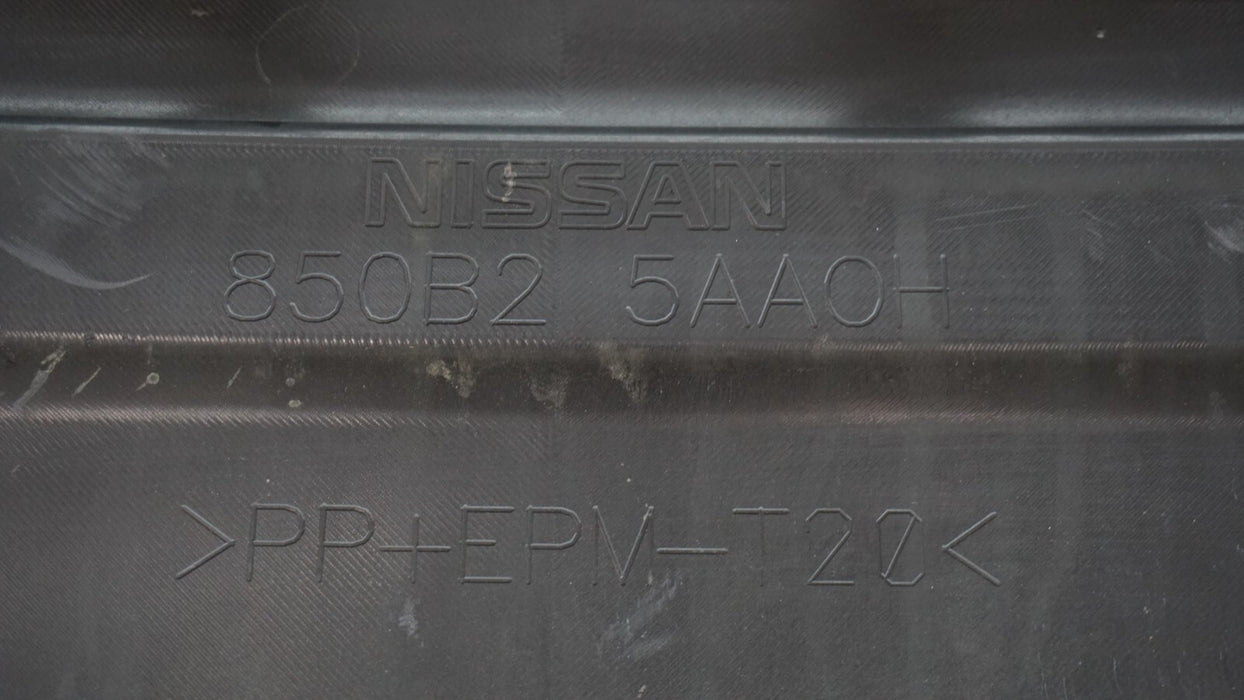 NISSAN
850B2 5AA0H
>PP+EPM-T20<